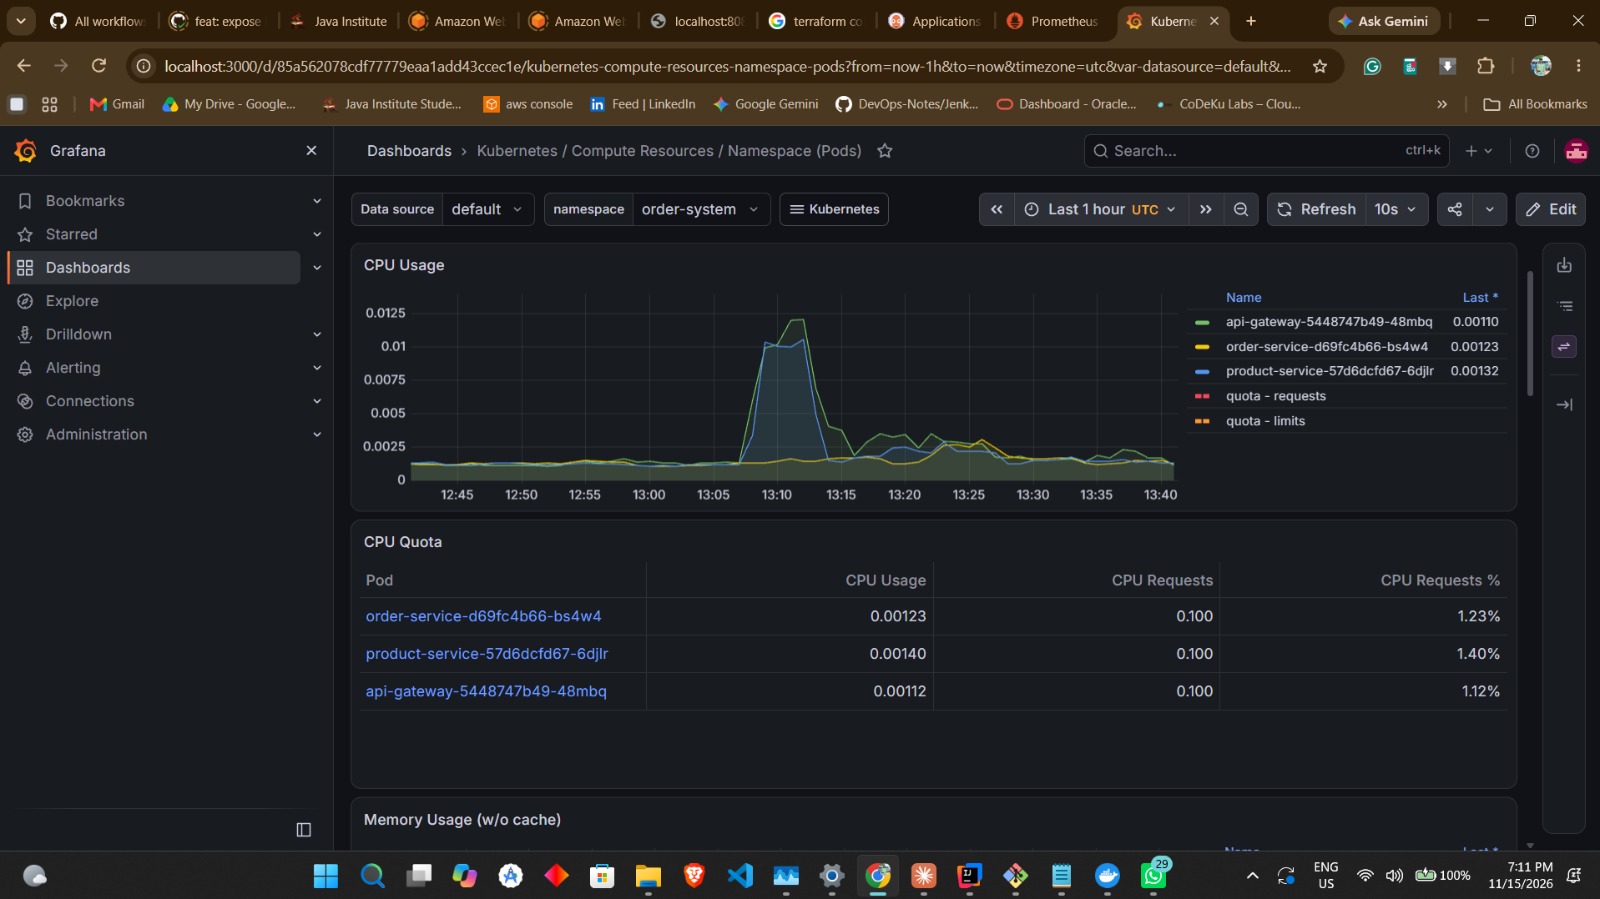 All workflow
feat: expose
Java Institute
Amazon Web
Amazon Web
localhost:808
terraform co
Applications
Prometheus
Kuberne
Ask Gemini
localhost:3000/d/85a562078cdf77779eaa1add43ccec1e/kubernetes-compute-resources-namespace-pods?from=now-1h&to=now&timezone=utc&var-datasource=default&...
Gmail
My Drive - Google...
Java Institute Stude...
aws console
Feed | LinkedIn
Google Gemini
DevOps-Notes/Jenk...
Dashboard - Oracle...
CoDeKu Labs – Clou...
All Bookmarks
Grafana
Dashboards › Kubernetes / Compute Resources / Namespace (Pods)
Search...
ctrl+k
Bookmarks
Starred
Dashboards
Explore
Drilldown
Alerting
Connections
Administration
Data source default
namespace order-system
Kubernetes
Last 1 hour UTC
Refresh 10s
Edit
CPU Usage
0.0125
0.01
0.0075
0.005
0.0025
0
12:45 12:50 12:55 13:00 13:05 13:10 13:15 13:20 13:25 13:30 13:35 13:40
Name Last *
api-gateway-5448747b49-48mbq 0.00110
order-service-d69fc4b66-bs4w4 0.00123
product-service-57d6dcfd67-6djlr 0.00132
quota - requests
quota - limits
CPU Quota
Pod CPU Usage CPU Requests CPU Requests %
order-service-d69fc4b66-bs4w4 0.00123 0.100 1.23%
product-service-57d6dcfd67-6djlr 0.00140 0.100 1.40%
api-gateway-5448747b49-48mbq 0.00112 0.100 1.12%
Memory Usage (w/o cache)
29
ENG
US
100%
7:11 PM
11/15/2026